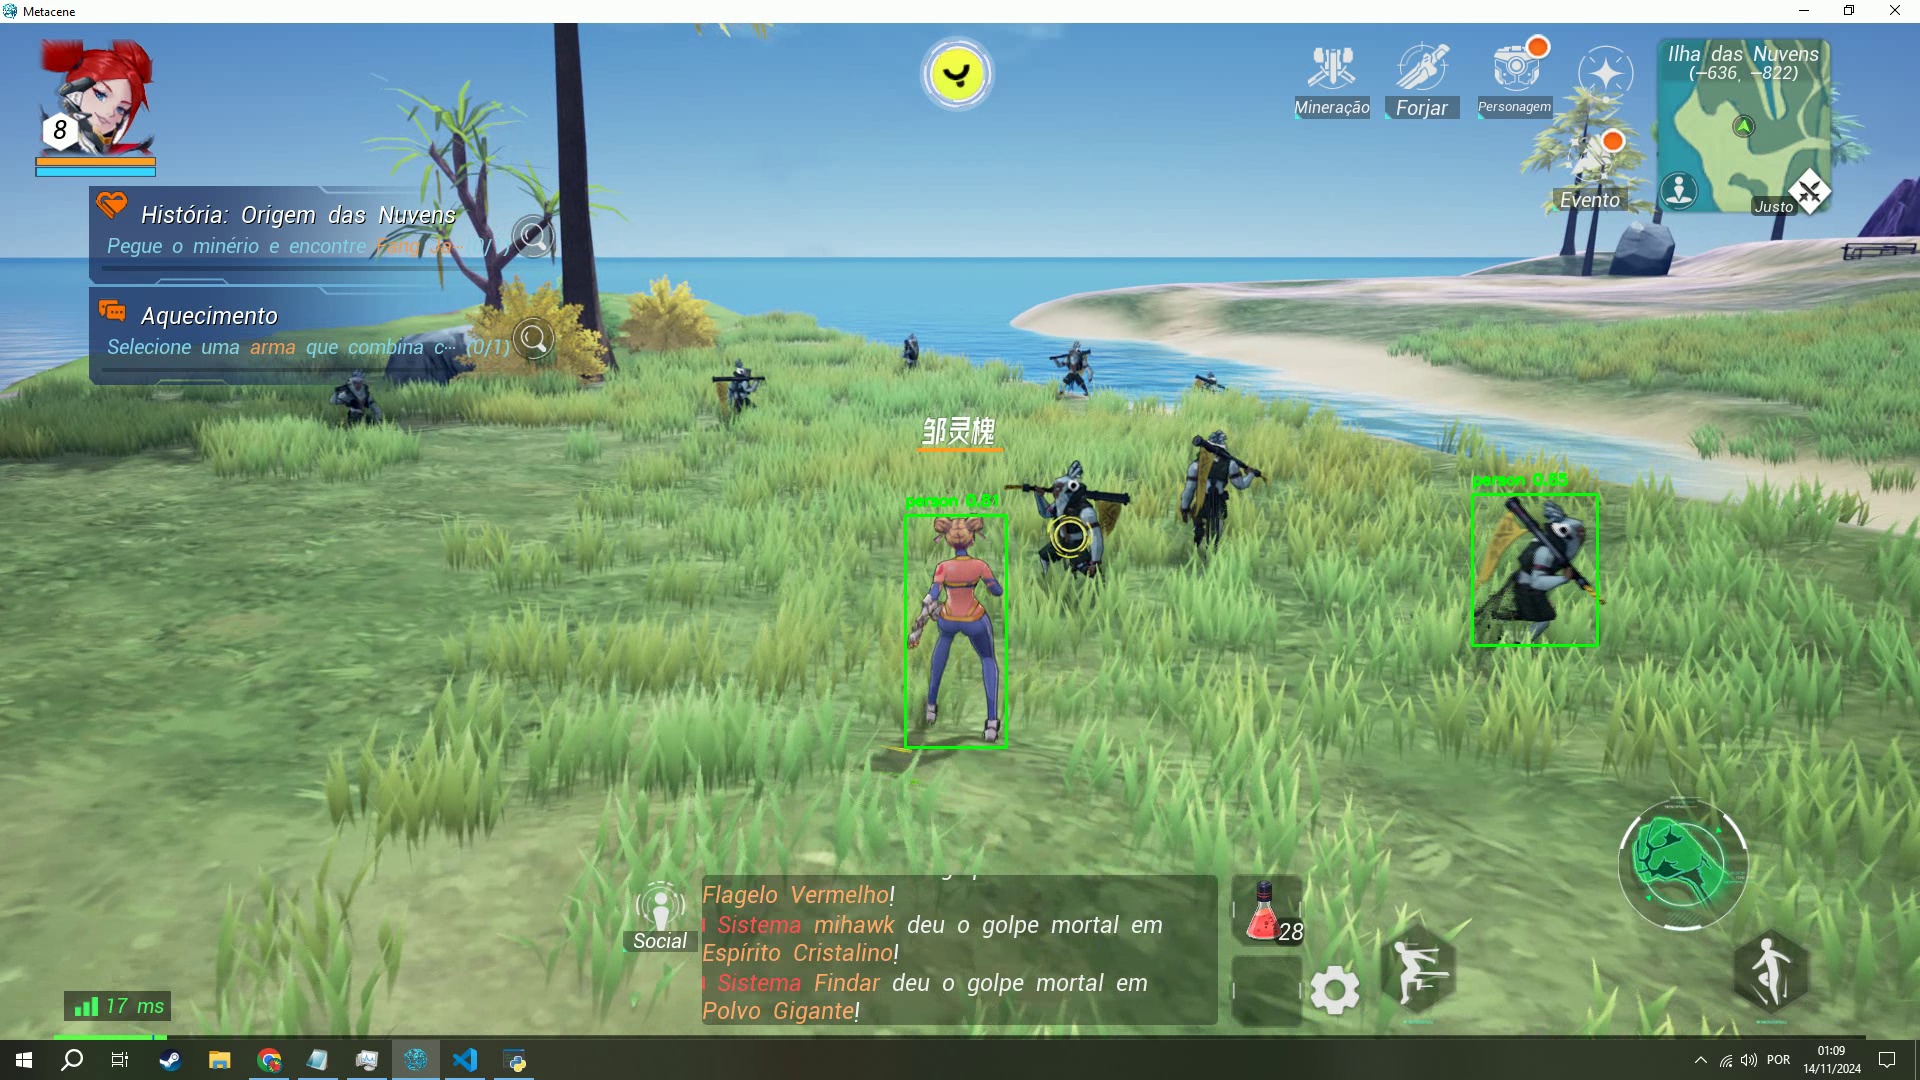 Metacene
8
História: Origem das Nuvens
Pegue o minério e encontre
Aquecimento
Selecione uma arma que combina c··· (0/1)
Mineração
Forjar
Personagem
Evento
Ilha das Nuvens
(-636, -822)
Justo
邹灵槐
person 0.81
person 0.85
Social
Flagelo Vermelho!
Sistema mihawk deu o golpe mortal em
Espírito Cristalino!
Sistema Findar deu o golpe mortal em
Polvo Gigante!
28
17 ms
POR
01:09
14/11/2024